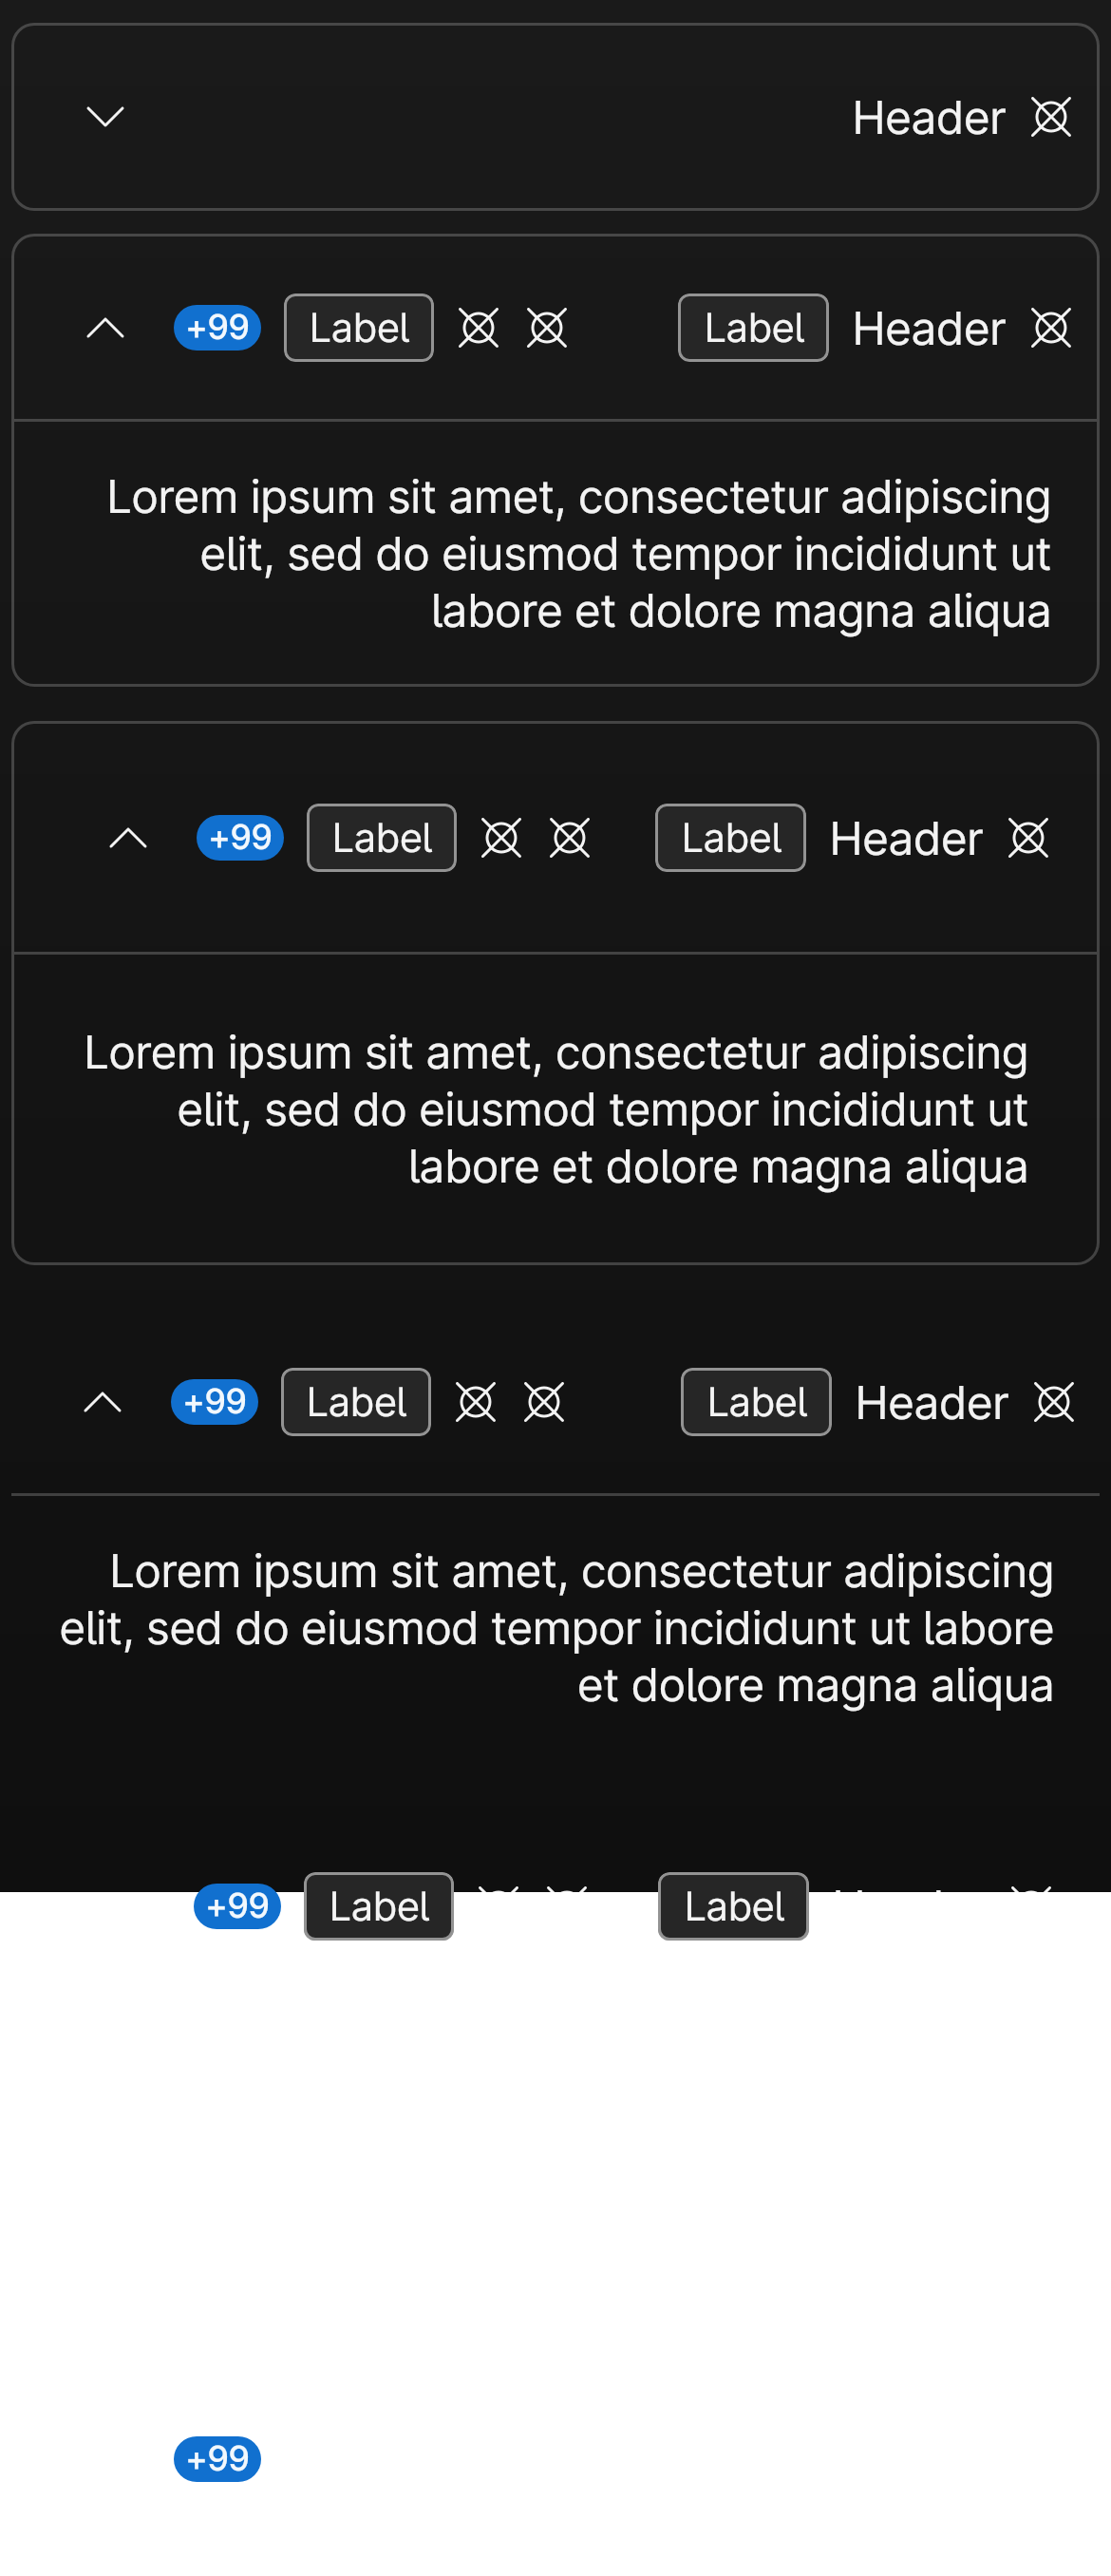 Header
+99 Label Label Header
Lorem ipsum sit amet, consectetur adipiscing
elit, sed do eiusmod tempor incididunt ut
labore et dolore magna aliqua
+99 Label Label Header
Lorem ipsum sit amet, consectetur adipiscing
elit, sed do eiusmod tempor incididunt ut
labore et dolore magna aliqua
+99 Label Label Header
Lorem ipsum sit amet, consectetur adipiscing
elit, sed do eiusmod tempor incididunt ut labore
et dolore magna aliqua
+99 Label Label
+99